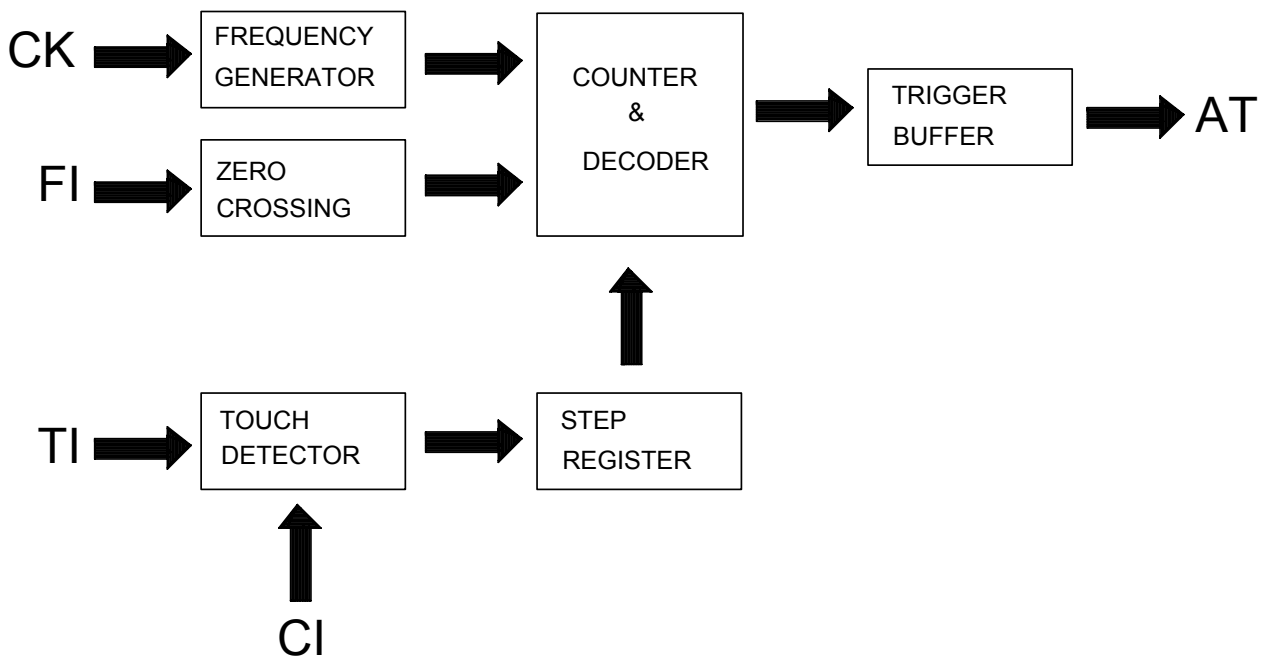 CK
FREQUENCY
GENERATOR
COUNTER
&
DECODER
TRIGGER
BUFFER
AT
FI
ZERO
CROSSING
TI
TOUCH
DETECTOR
STEP
REGISTER
CI